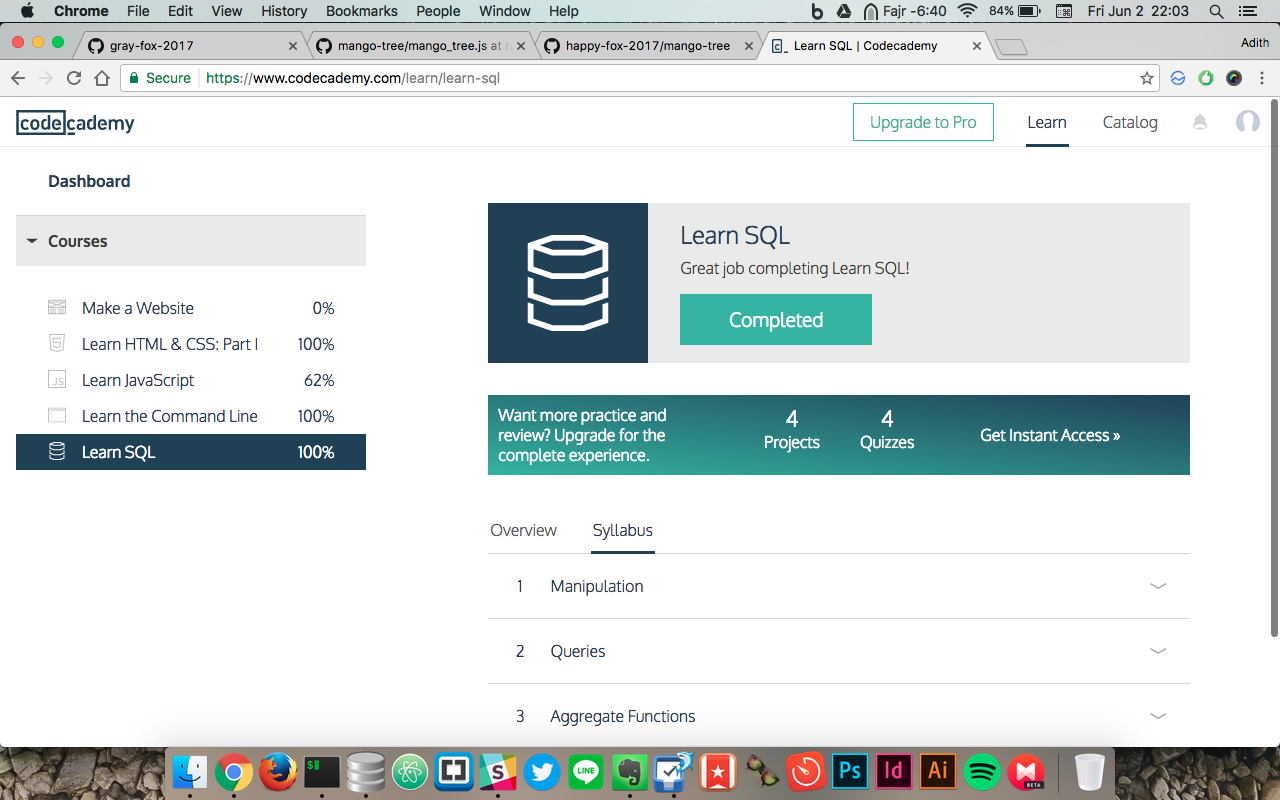 Chrome File Edit View History Bookmarks People Window Help Fajr -6:40 84% Fri Jun 2 22:03
gray-fox-2017 mango-tree/mango_tree.js at happy-fox-2017/mango-tree Learn SQL | Codecademy Adith
Secure https://www.codecademy.com/learn/learn-sql
codecademy Upgrade to Pro Learn Catalog
Dashboard
Courses
Make a Website 0%
Learn HTML & CSS: Part I 100%
Learn JavaScript 62%
Learn the Command Line 100%
Learn SQL 100%
Learn SQL
Great job completing Learn SQL!
Completed
Want more practice and
review? Upgrade for the
complete experience.
4
Projects
4
Quizzes
Get Instant Access »
Overview Syllabus
1 Manipulation
2 Queries
3 Aggregate Functions
LINE
Ps Id Ai
BETA